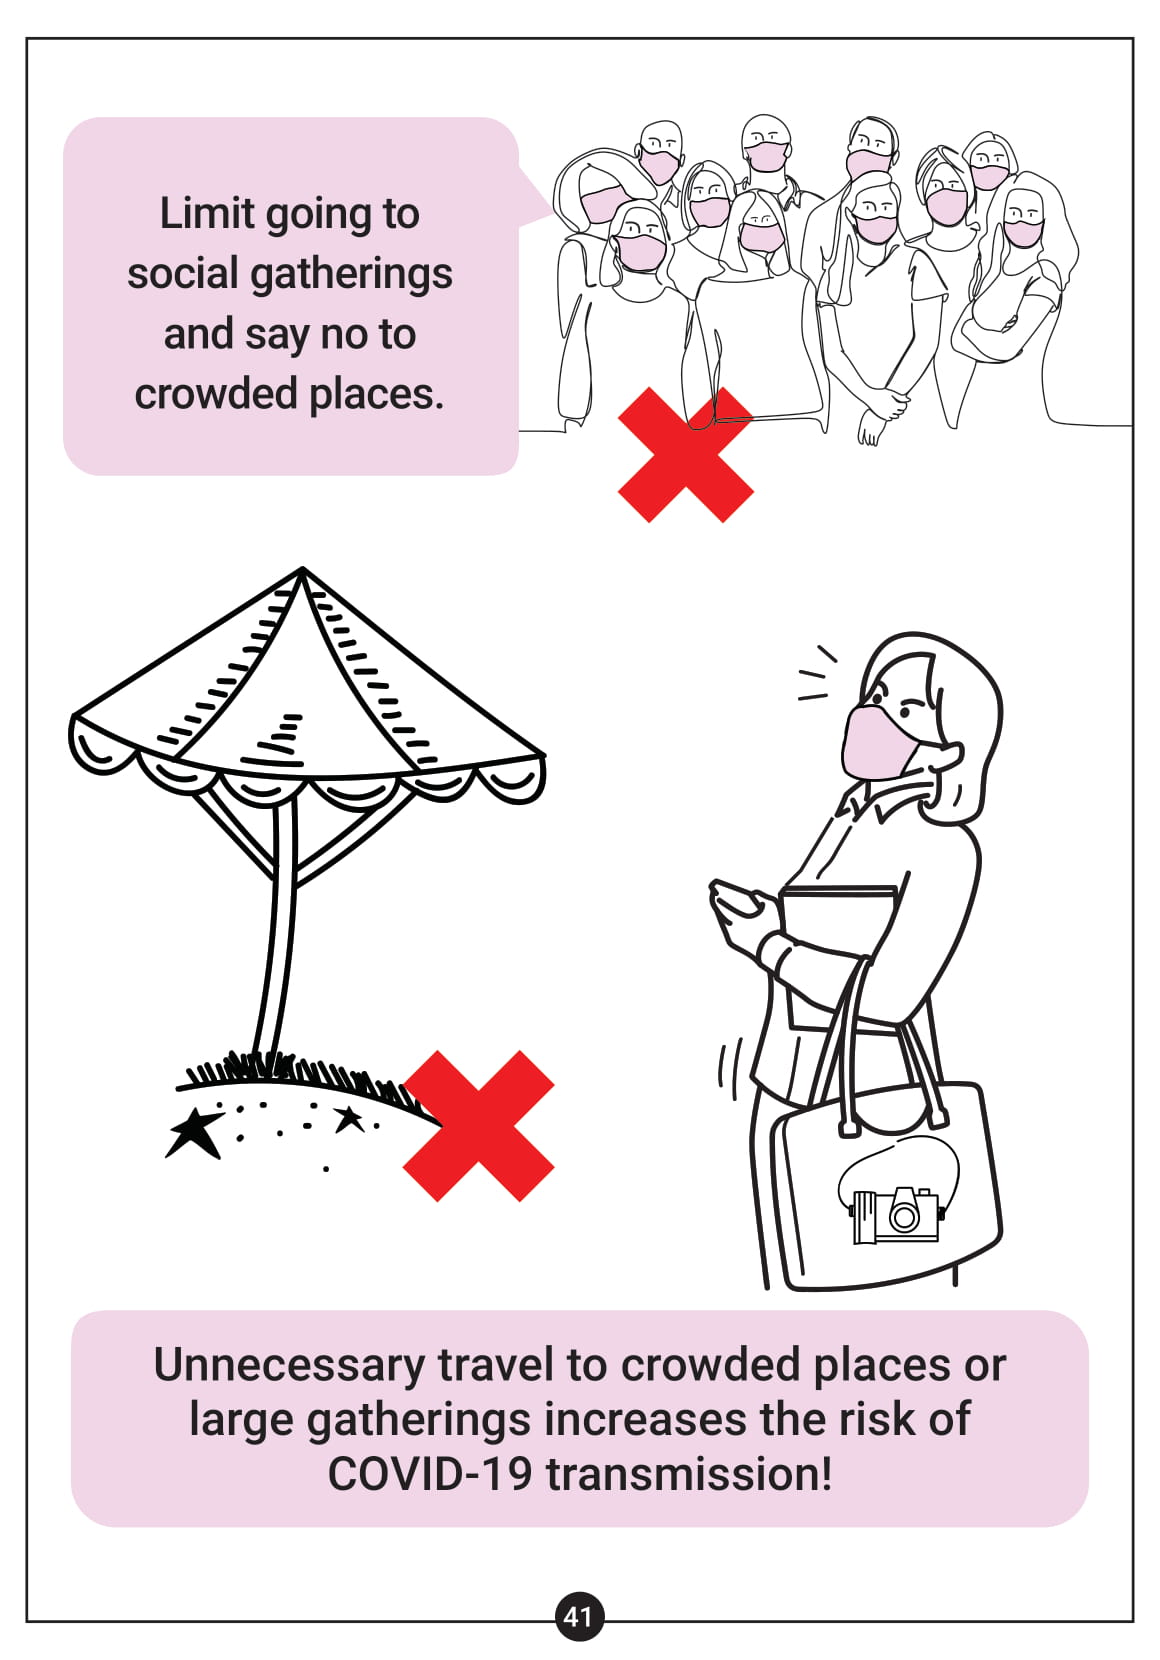 Limit going to
social gatherings
and say no to
crowded places.
Unnecessary travel to crowded places or
large gatherings increases the risk of
COVID-19 transmission!
41